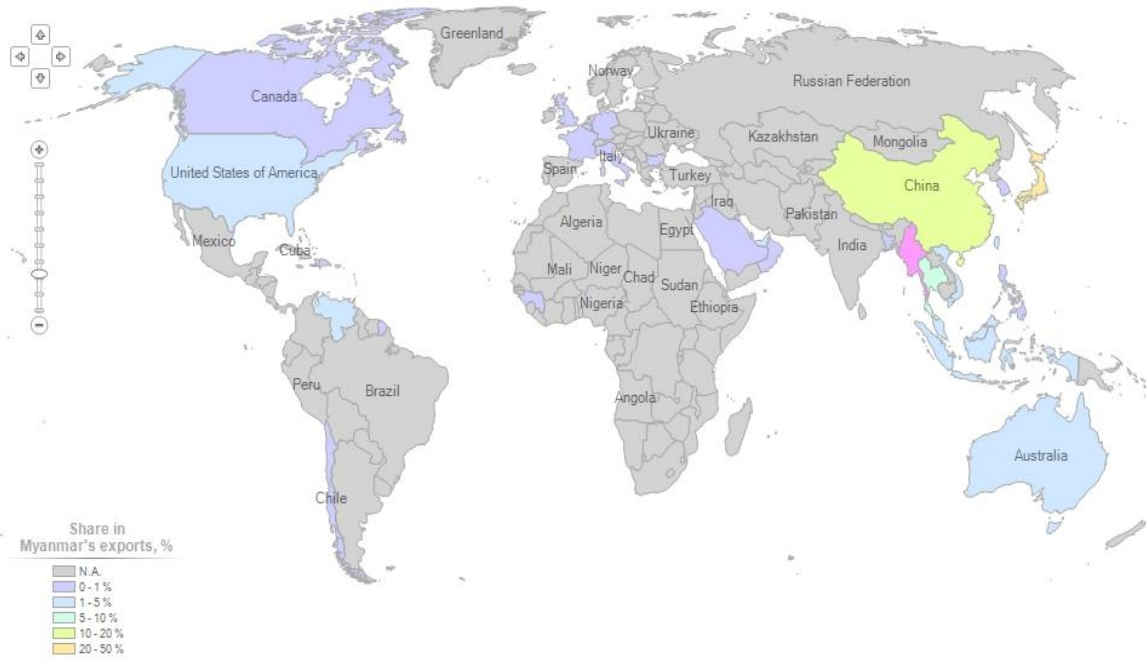 Greenland
Norway
Russian Federation
Canada
Ukraine
Kazakhstan
Mongolia
Italy
Spain
Turkey
United States of America
China
Iraq
Pakistan
Algeria
Egypt
India
Mexico
Cuba
Mali
Niger
Chad
Sudan
Nigeria
Ethiopia
Peru
Brazil
Angola
Australia
Chile
Share in
Myanmar's exports, %
N.A.
0 - 1 %
1 - 5 %
5 - 10 %
10 - 20 %
20 - 50 %